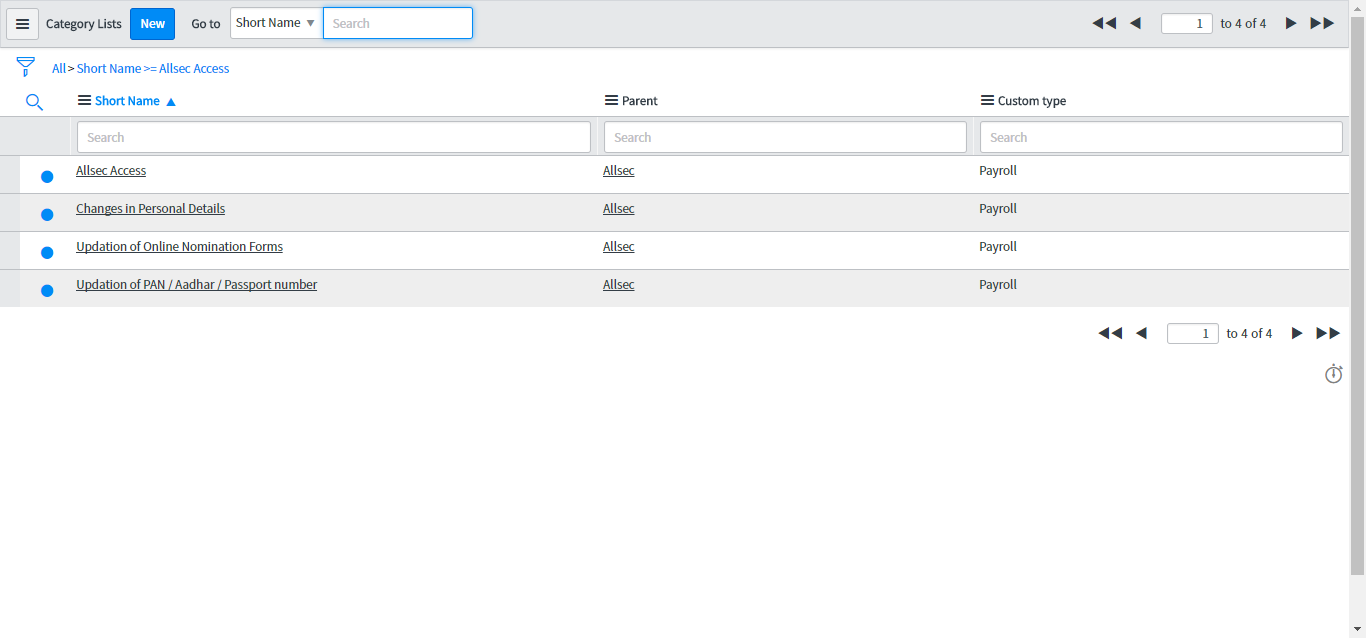 Category Lists New Go to Short Name Search 1 to 4 of 4
All > Short Name >= Allsec Access
Short Name Parent Custom type
Search Search Search
Allsec Access Allsec Payroll
Changes in Personal Details Allsec Payroll
Updation of Online Nomination Forms Allsec Payroll
Updation of PAN / Aadhar / Passport number Allsec Payroll
1 to 4 of 4